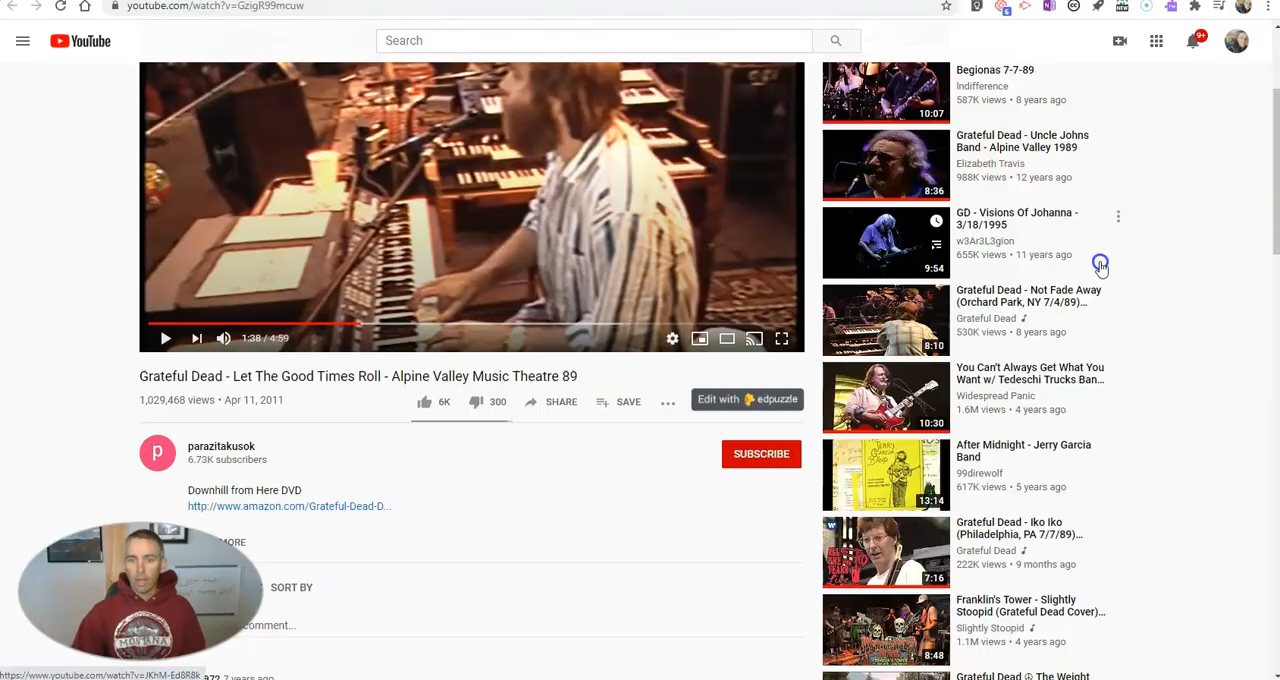 youtube.com/watch?v=GzigR99mcuw
6
YouTube
Search
9+
Grateful Dead - Let The Good Times Roll - Alpine Valley Music Theatre 89
1:38 / 4:59
1,029,468 views • Apr 11, 2011
6K
300
SHARE
SAVE
Edit with edpuzzle
p
parazitakusok
6.73K subscribers
SUBSCRIBE
Downhill from Here DVD
http://www.amazon.com/Grateful-Dead-D...
ORE
SORT BY
comment...
MONTANA
7 years ago
https://www.youtube.com/watch?v=JKhM-Ed8R8k
Begionas 7-7-89
Indifference
587K views • 8 years ago
10:07
Grateful Dead - Uncle Johns
Band - Alpine Valley 1989
Elizabeth Travis
988K views • 12 years ago
8:36
GD - Visions Of Johanna -
3/18/1995
w3Ar3L3gion
655K views • 11 years ago
9:54
Grateful Dead - Not Fade Away
(Orchard Park, NY 7/4/89)...
Grateful Dead
530K views • 8 years ago
8:10
You Can't Always Get What You
Want w/ Tedeschi Trucks Ban...
Widespread Panic
1.6M views • 4 years ago
10:30
After Midnight - Jerry Garcia
Band
99direwolf
617K views • 5 years ago
13:14
Grateful Dead - Iko Iko
(Philadelphia, PA 7/7/89)...
Grateful Dead
222K views • 9 months ago
7:16
Franklin's Tower - Slightly
Stoopid (Grateful Dead Cover)...
Slightly Stoopid
1.1M views • 4 years ago
8:48
Grateful Dead ☮ The Weight